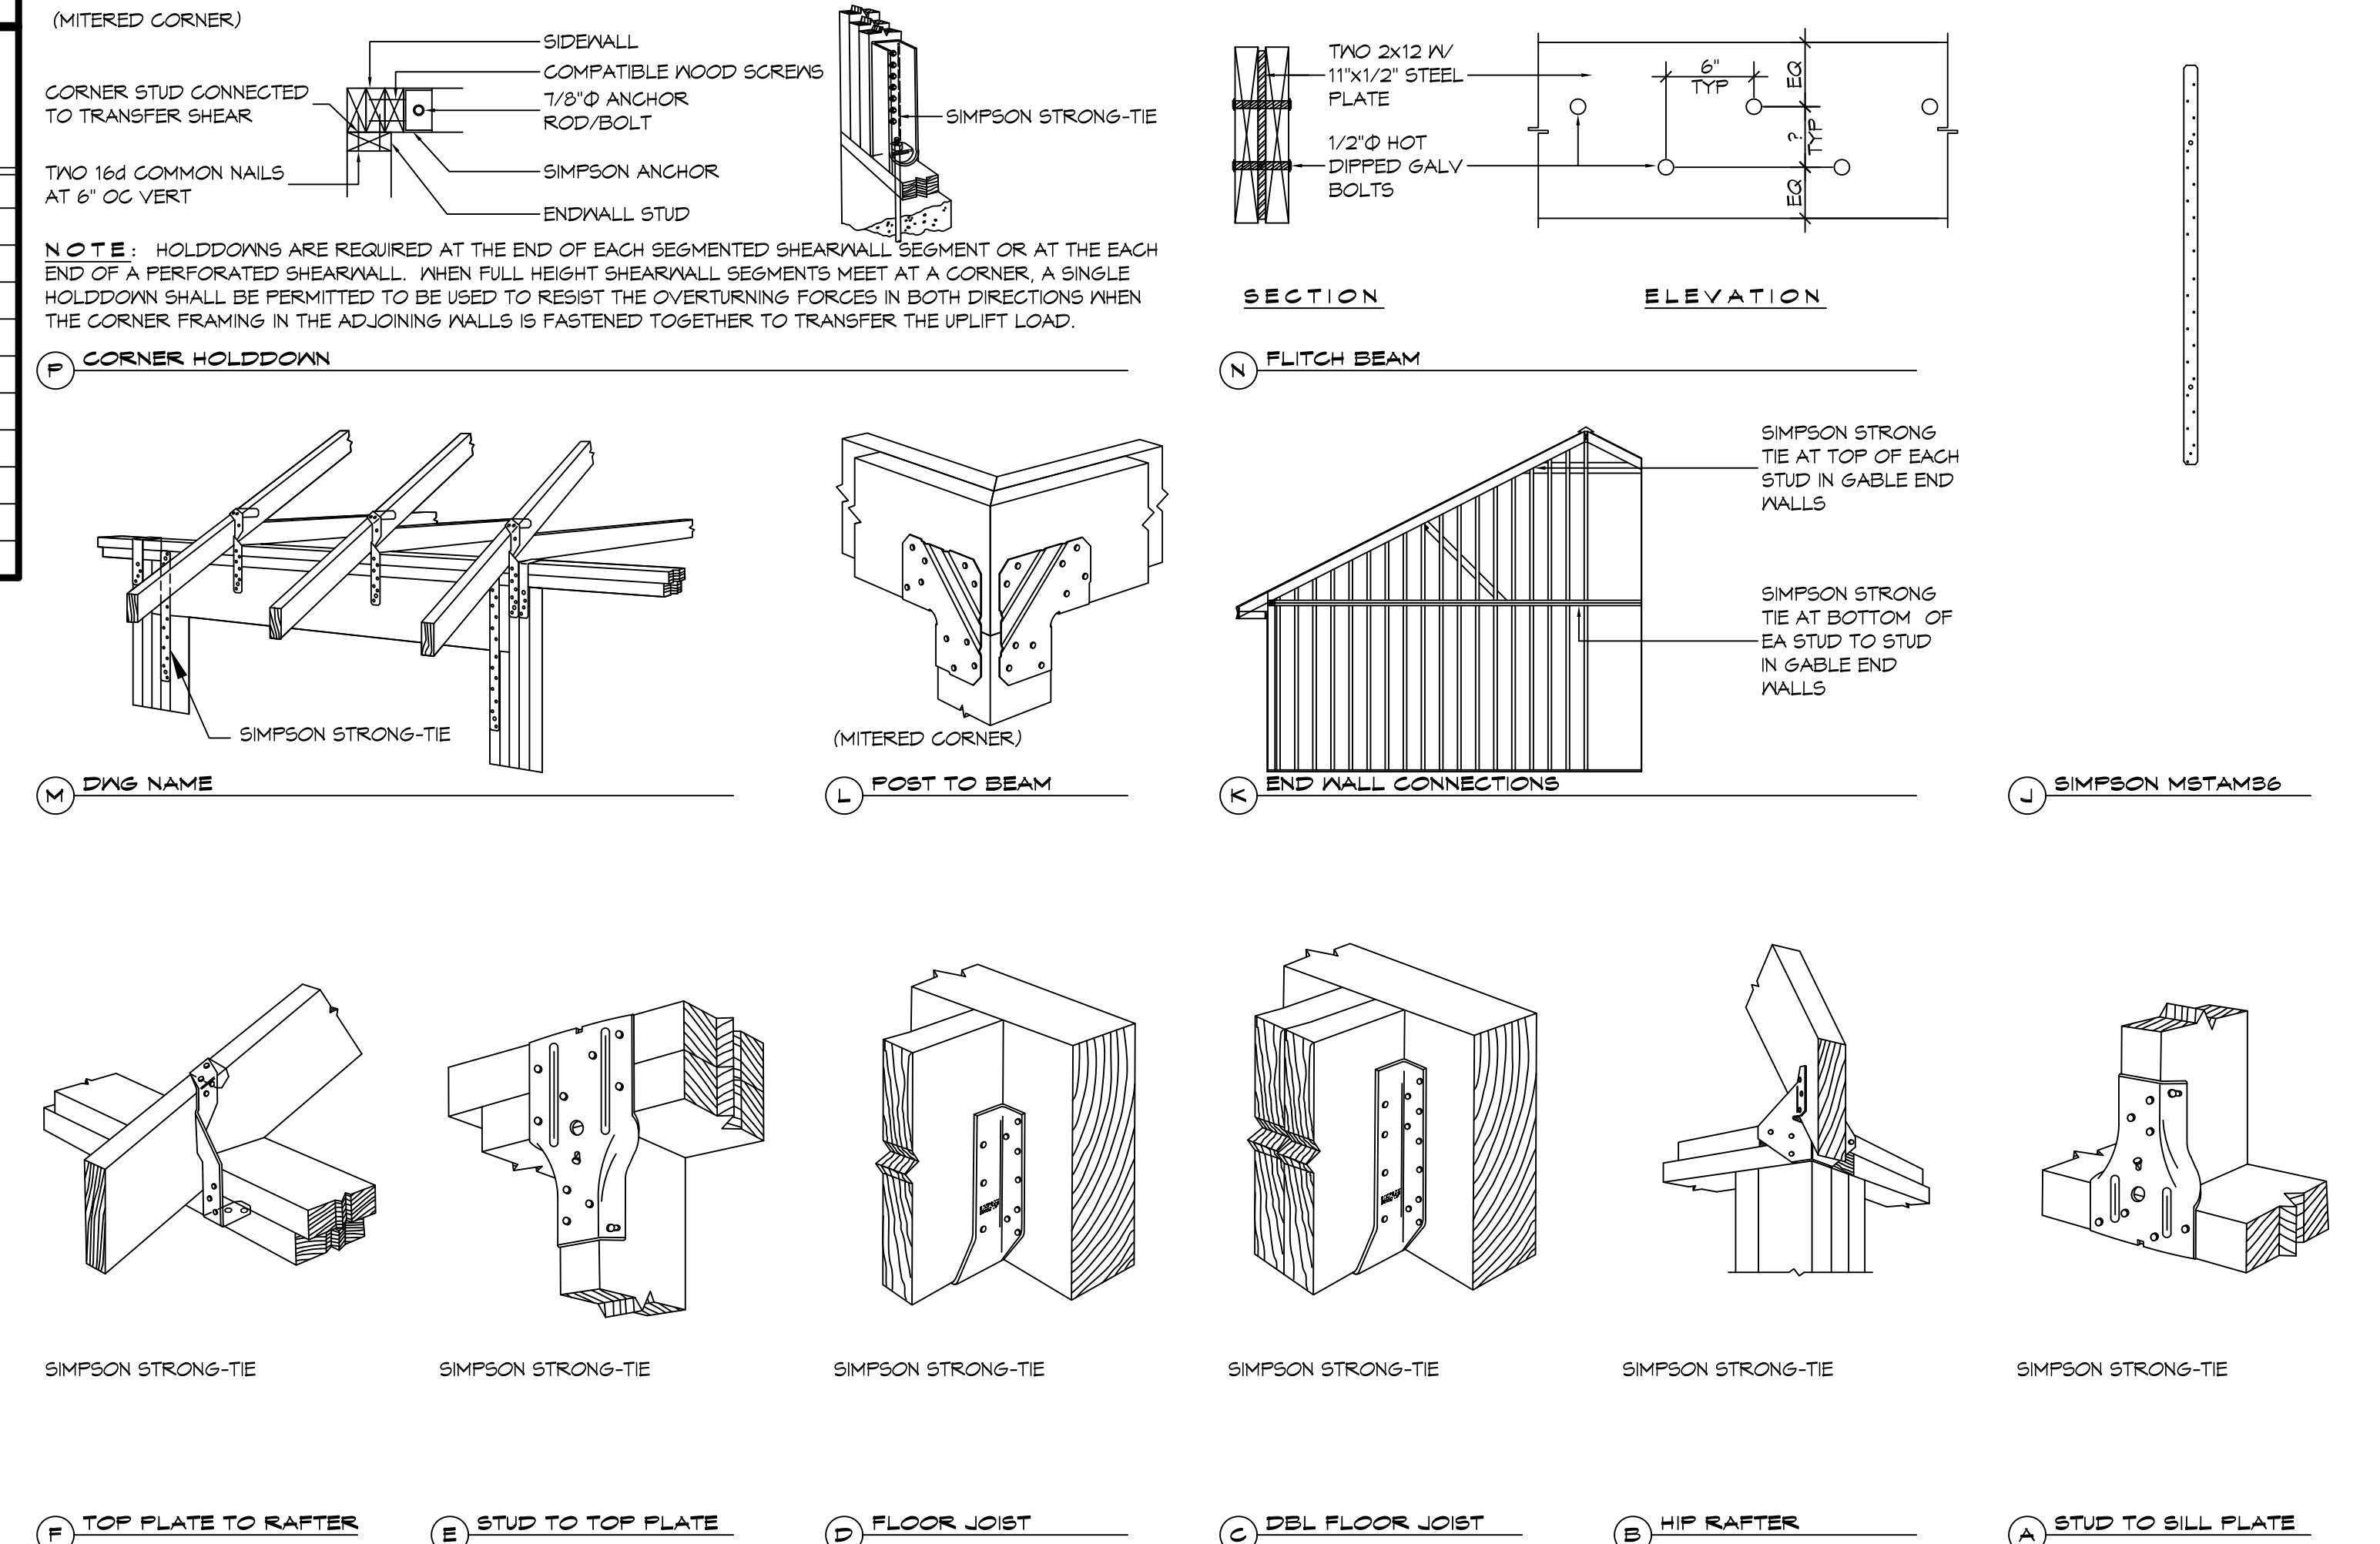 (MITERED CORNER)
SIDEWALL
COMPATIBLE WOOD SCREWS
7/8"Φ ANCHOR
ROD/BOLT
CORNER STUD CONNECTED
TO TRANSFER SHEAR
SIMPSON ANCHOR
TWO 16d COMMON NAILS
AT 6" OC VERT
ENDWALL STUD
SIMPSON STRONG-TIE
NOTE: HOLDDOWNS ARE REQUIRED AT THE END OF EACH SEGMENTED SHEARWALL SEGMENT OR AT THE EACH
END OF A PERFORATED SHEARWALL. WHEN FULL HEIGHT SHEARWALL SEGMENTS MEET AT A CORNER, A SINGLE
HOLDDOWN SHALL BE PERMITTED TO BE USED TO RESIST THE OVERTURNING FORCES IN BOTH DIRECTIONS WHEN
THE CORNER FRAMING IN THE ADJOINING WALLS IS FASTENED TOGETHER TO TRANSFER THE UPLIFT LOAD.
P CORNER HOLDDOWN
TWO 2x12 W/
11"x1/2" STEEL
PLATE
1/2"Φ HOT
DIPPED GALV
BOLTS
6"
TYP
EQ
?
TYP
EQ
SECTION
ELEVATION
N FLITCH BEAM
SIMPSON STRONG-TIE
M DWG NAME
(MITERED CORNER)
L POST TO BEAM
SIMPSON STRONG
TIE AT TOP OF EACH
STUD IN GABLE END
WALLS
SIMPSON STRONG
TIE AT BOTTOM OF
EA STUD TO STUD
IN GABLE END
WALLS
K END WALL CONNECTIONS
J SIMPSON MSTAM36
SIMPSON STRONG-TIE
F TOP PLATE TO RAFTER
SIMPSON STRONG-TIE
E STUD TO TOP PLATE
SIMPSON STRONG-TIE
D FLOOR JOIST
SIMPSON STRONG-TIE
C DBL FLOOR JOIST
SIMPSON STRONG-TIE
B HIP RAFTER
SIMPSON STRONG-TIE
A STUD TO SILL PLATE